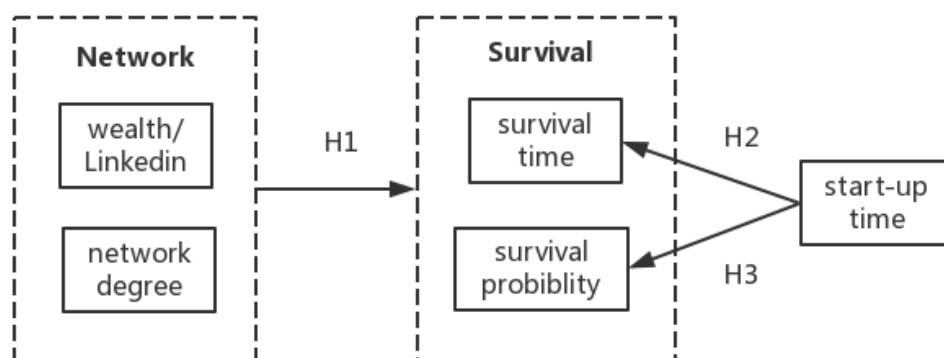 Network
wealth/
Linkedin
network
degree
H1
Survival
survival
time
survival
probiblity
H2
H3
start-up
time